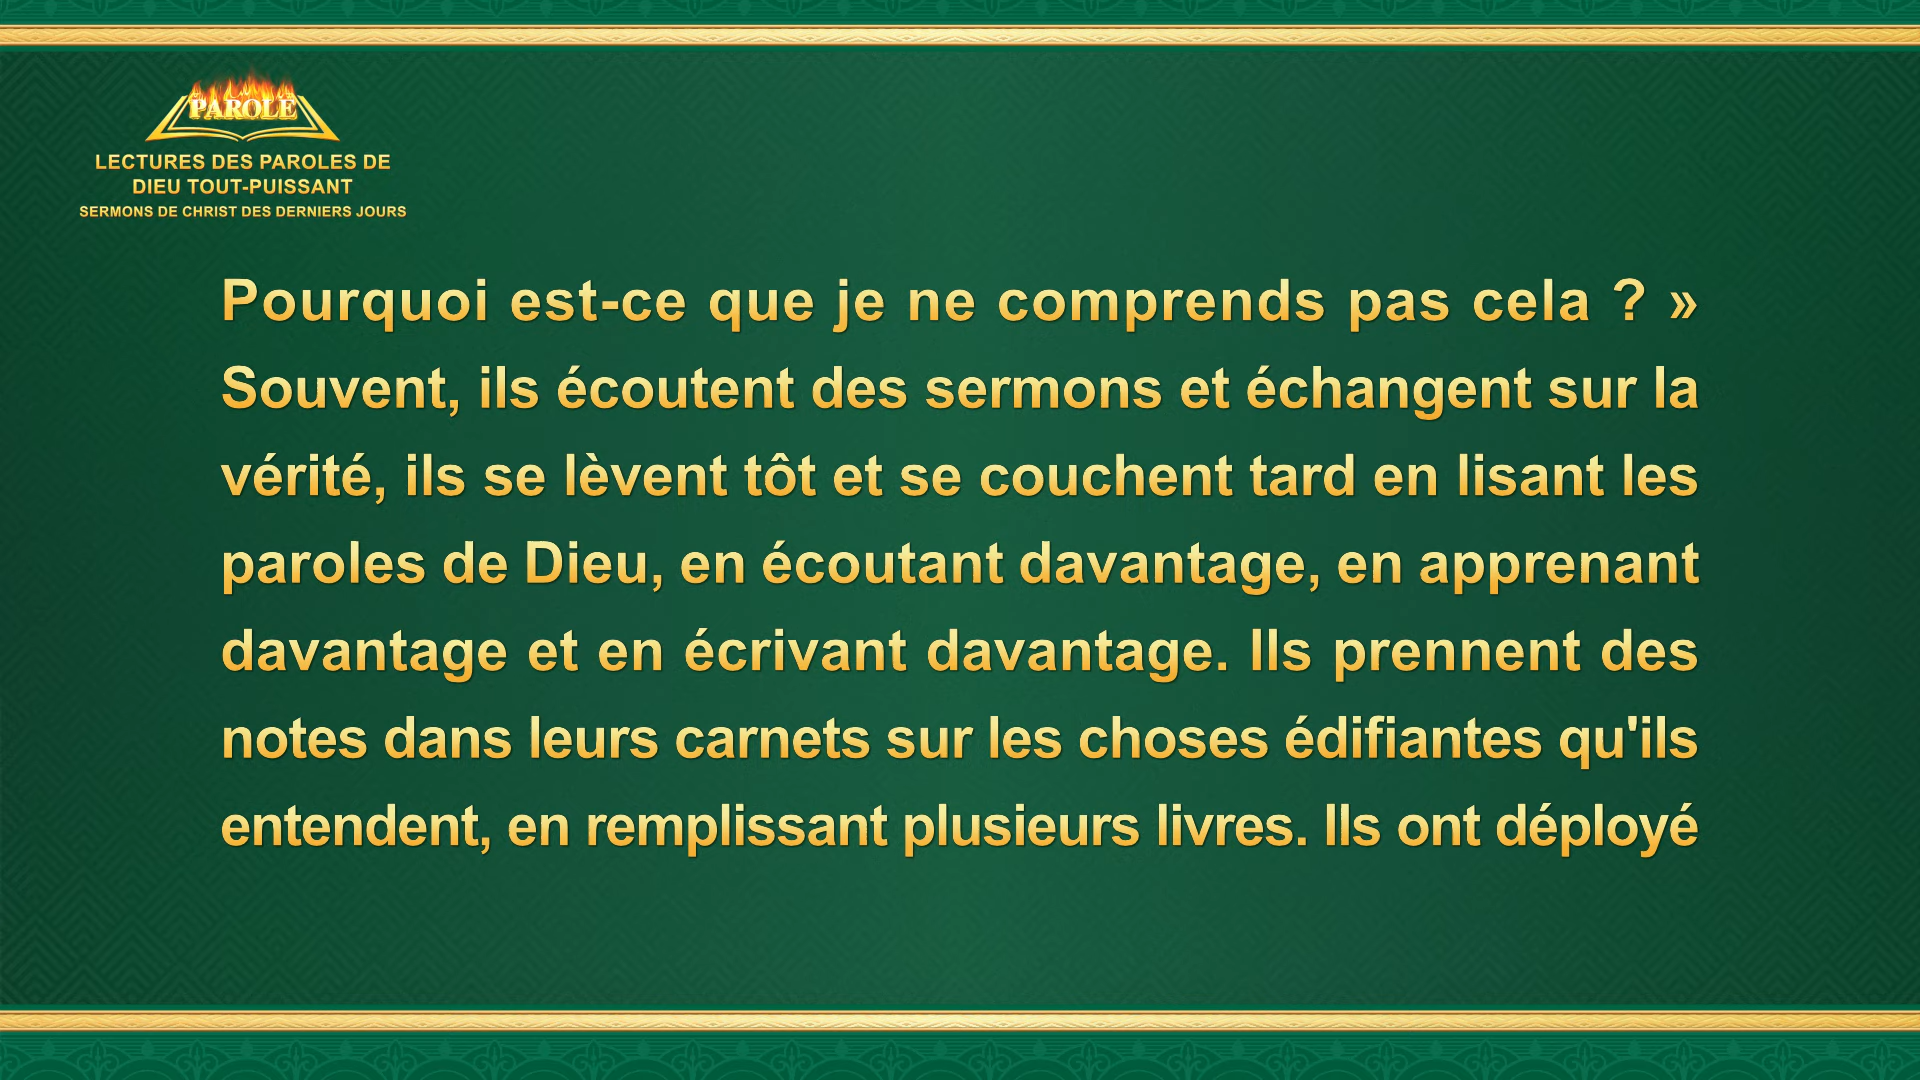 PAROLE
LECTURES DES PAROLES DE
DIEU TOUT-PUISSANT
SERMONS DE CHRIST DES DERNIERS JOURS
Pourquoi est-ce que je ne comprends pas cela ? »
Souvent, ils écoutent des sermons et échangent sur la
vérité, ils se lèvent tôt et se couchent tard en lisant les
paroles de Dieu, en écoutant davantage, en apprenant
davantage et en écrivant davantage. Ils prennent des
notes dans leurs carnets sur les choses édifiantes qu'ils
entendent, en remplissant plusieurs livres. Ils ont déployé